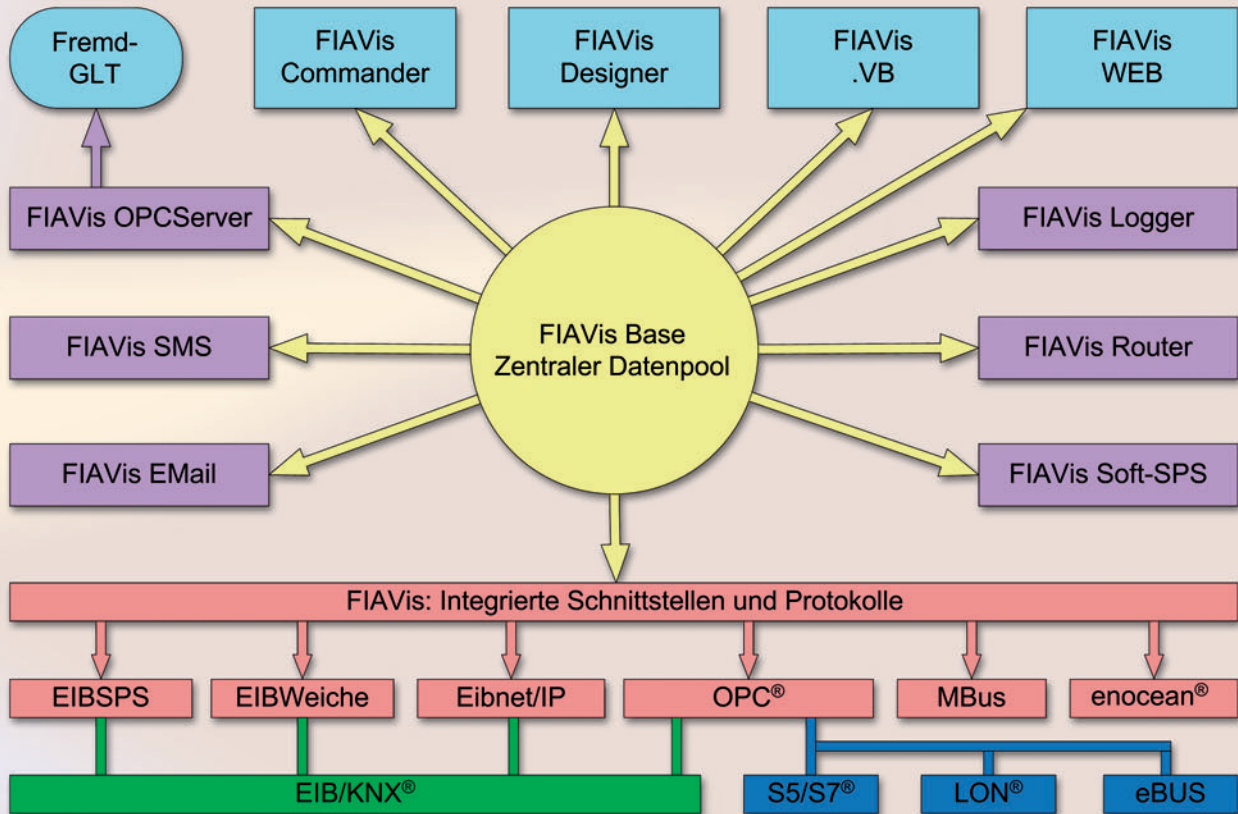 Fremd-
GLT
FIAVis
Commander
FIAVis
Designer
FIAVis
.VB
FIAVis
WEB
FIAVis OPCServer
FIAVis Logger
FIAVis Base
Zentraler Datenpool
FIAVis SMS
FIAVis Router
FIAVis EMail
FIAVis Soft-SPS
FIAVis: Integrierte Schnittstellen und Protokolle
EIBSPS
EIBWeiche
Eibnet/IP
OPC®
MBus
enocean®
EIB/KNX®
S5/S7®
LON®
eBUS